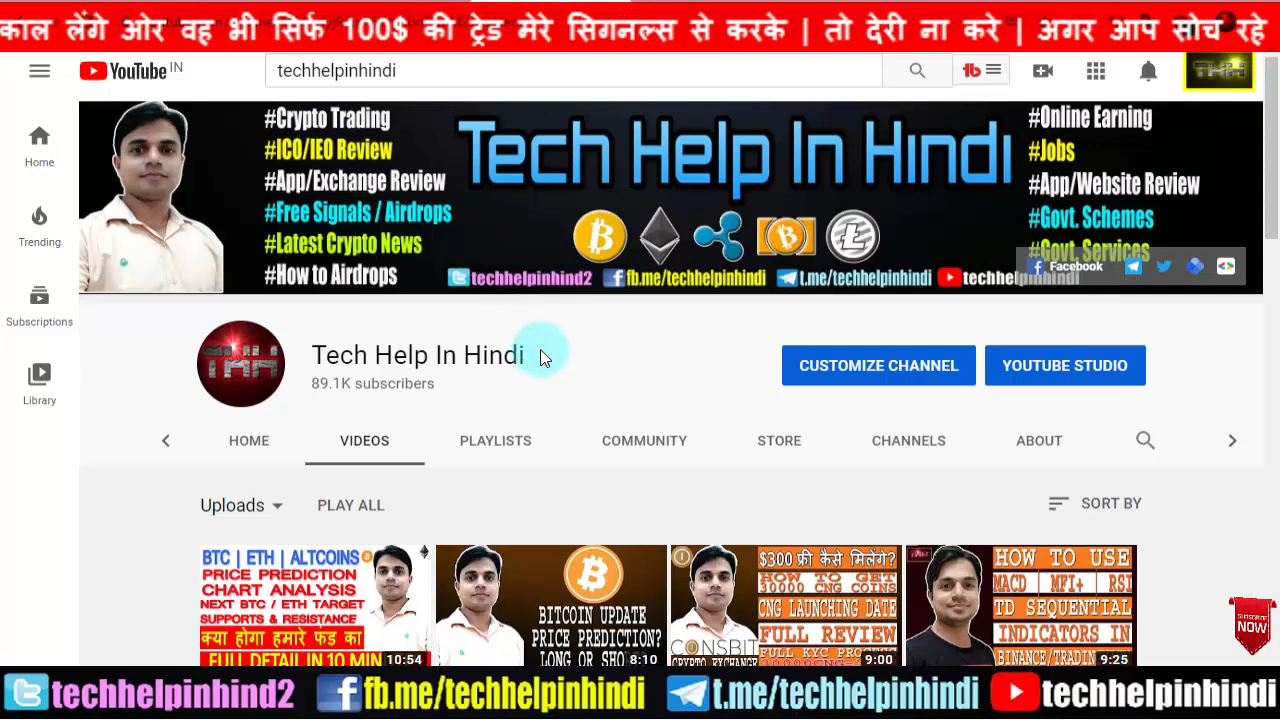 काल लेंगे ओर वह भी सिर्फ 100$ की ट्रेड मेरे सिगनल्स से करके | तो देरी ना करे | अगर आप सोच रहे
YouTube IN
techhelpinhindi
THH
Home
Trending
Subscriptions
Library
#Crypto Trading
#ICO/IEO Review
#App/Exchange Review
#Free Signals / Airdrops
#Latest Crypto News
#How to Airdrops
Tech Help In Hindi
techhelpinhind2 fb.me/techhelpinhindi t.me/techhelpinhindi techhelpinhindi
#Online Earning
#Jobs
#App/Website Review
#Govt. Schemes
#Govt. Services
Facebook
THH
Tech Help In Hindi
89.1K subscribers
CUSTOMIZE CHANNEL
YOUTUBE STUDIO
HOME VIDEOS PLAYLISTS COMMUNITY STORE CHANNELS ABOUT
Uploads PLAY ALL
SORT BY
BTC | ETH | ALTCOINS
PRICE PREDICTION
CHART ANALYSIS
NEXT BTC / ETH TARGET
SUPPORTS & RESISTANCE
क्या होगा हमारे फंड का
FULL DETAIL IN 10 MIN
10:54
BITCOIN UPDATE
PRICE PREDICTION?
LONG OR SHO
8:10
$300 फ्री कैसे मिलेंगे?
HOW TO GET
30000 CNG COINS
CNG LAUNCHING DATE
FULL REVIEW
FULL KYC PROCESS
CONSBIT
9:00
HOW TO USE
MACD | MFI+ | RSI
TD SEQUENTIAL
INDICATORS IN
BINANCE/TRADIN
9:25
SUBSCRIBE
NOW
techhelpinhind2 fb.me/techhelpinhindi t.me/techhelpinhindi techhelpinhindi